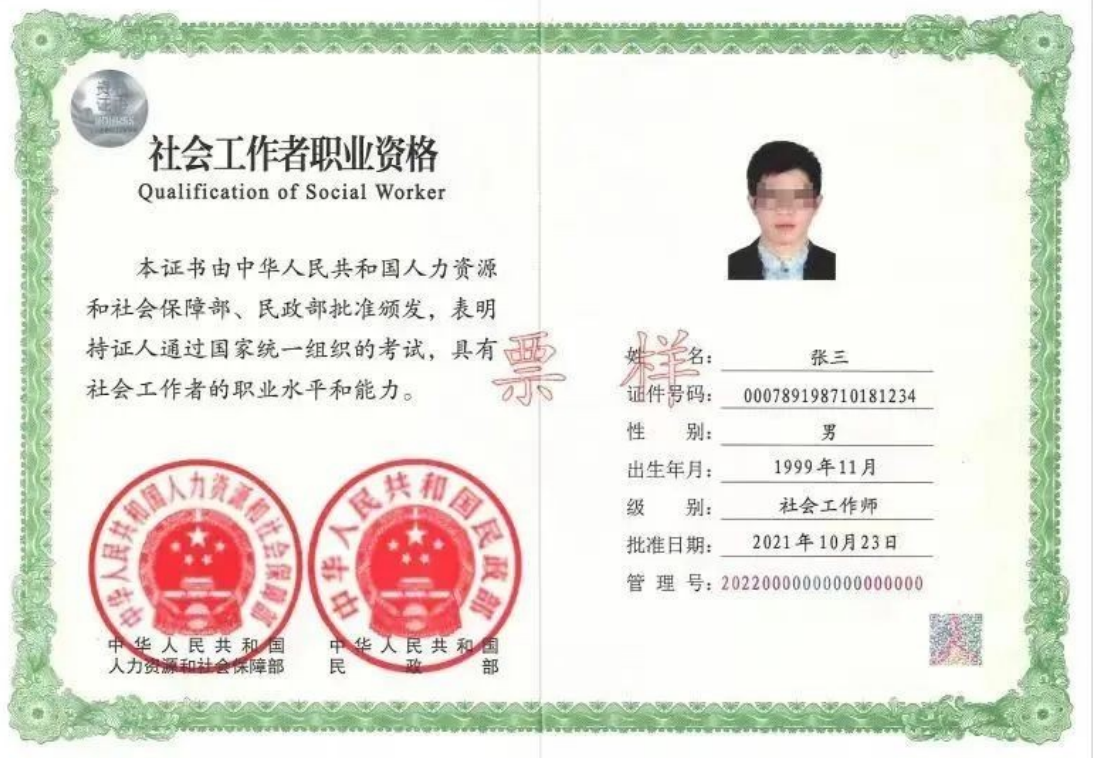 社会工作者职业资格
Qualification of Social Worker
本证书由中华人民共和国人力资源
和社会保障部、民政部批准颁发，表明
持证人通过国家统一组织的考试，具有
社会工作者的职业水平和能力。
中华人民共和国人力资源和社会保障部
中华人民共和国民政部
中华人民共和国
人力资源和社会保障部
中华人民共和国
民政部
票样
姓名：张三
证件号码：000789198710181234
性别：男
出生年月：1999年11月
级别：社会工作师
批准日期：2021年10月23日
管理号：20220000000000000000